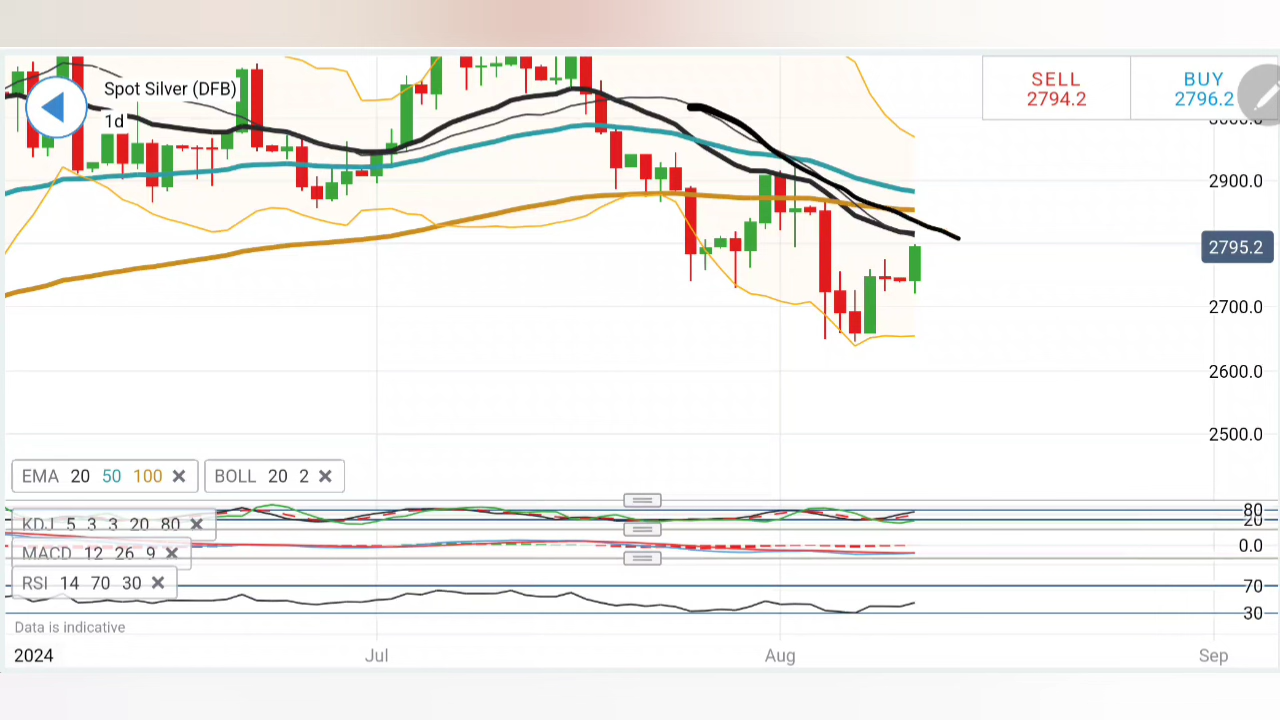 Spot Silver (DFB)
1d
SELL
2794.2
BUY
2796.2
2900.0
2795.2
2700.0
2600.0
2500.0
EMA 20 50 100
BOLL 20 2
KDJ 5 3 3 20 80
80
20
MACD 12 26 9
0.0
RSI 14 70 30
70
30
Data is indicative
2024 Jul Aug Sep